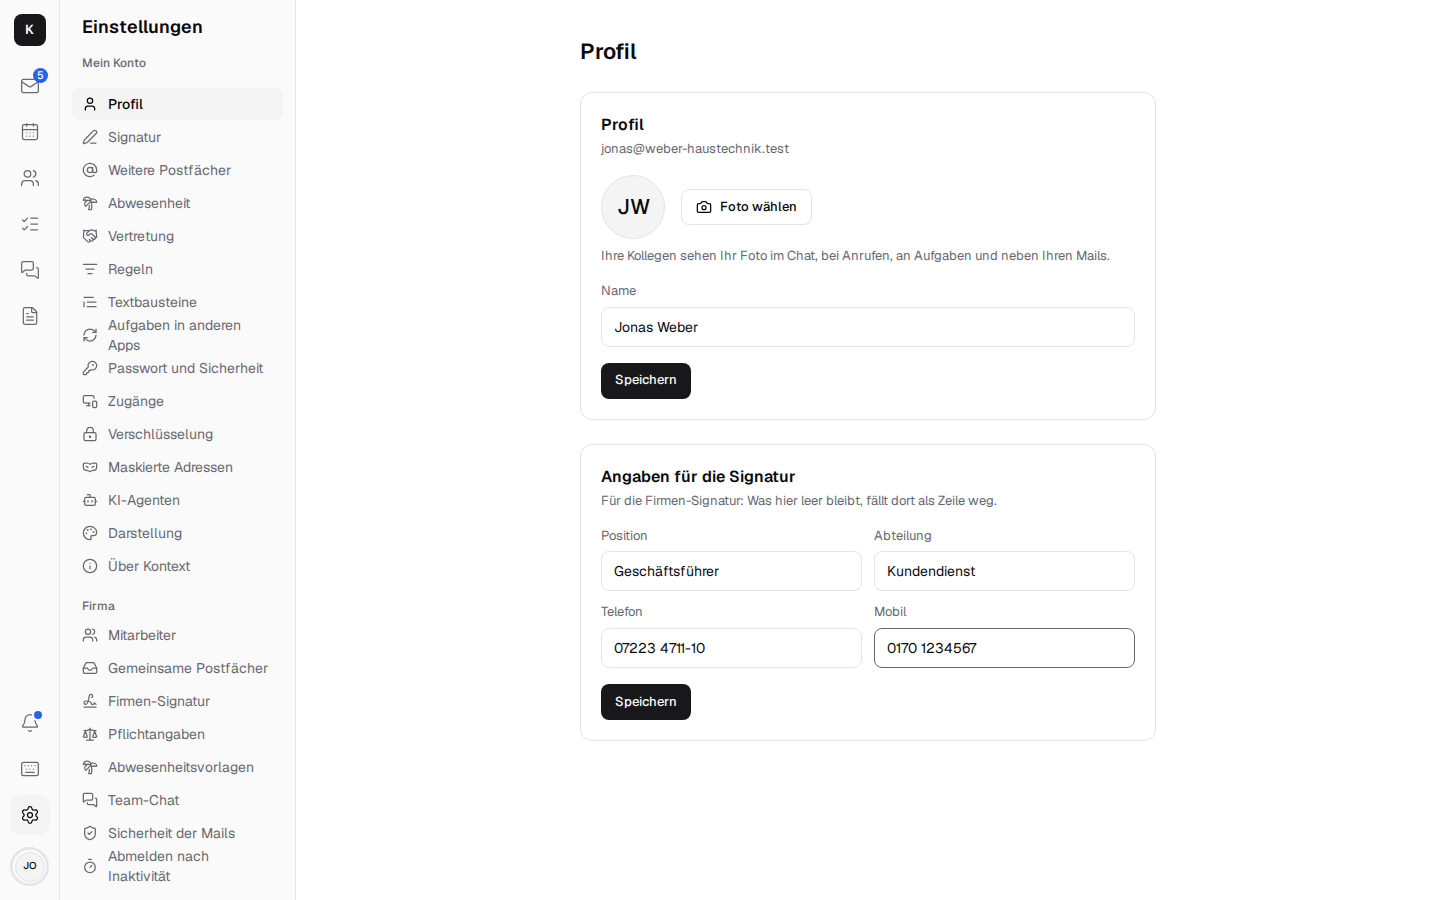 K
Einstellungen
Mein Konto
5
Profil
Signatur
Weitere Postfächer
Abwesenheit
Vertretung
Regeln
Textbausteine
Aufgaben in anderen
Apps
Passwort und Sicherheit
Zugänge
Verschlüsselung
Maskierte Adressen
KI-Agenten
Darstellung
Über Kontext
Firma
Mitarbeiter
Gemeinsame Postfächer
Firmen-Signatur
Pflichtangaben
Abwesenheitsvorlagen
Team-Chat
Sicherheit der Mails
Abmelden nach
Inaktivität
JO
Profil
Profil
jonas@weber-haustechnik.test
JW
Foto wählen
Ihre Kollegen sehen Ihr Foto im Chat, bei Anrufen, an Aufgaben und neben Ihren Mails.
Name
Jonas Weber
Speichern
Angaben für die Signatur
Für die Firmen-Signatur: Was hier leer bleibt, fällt dort als Zeile weg.
Position
Abteilung
Geschäftsführer
Kundendienst
Telefon
Mobil
07223 4711-10
0170 1234567
Speichern